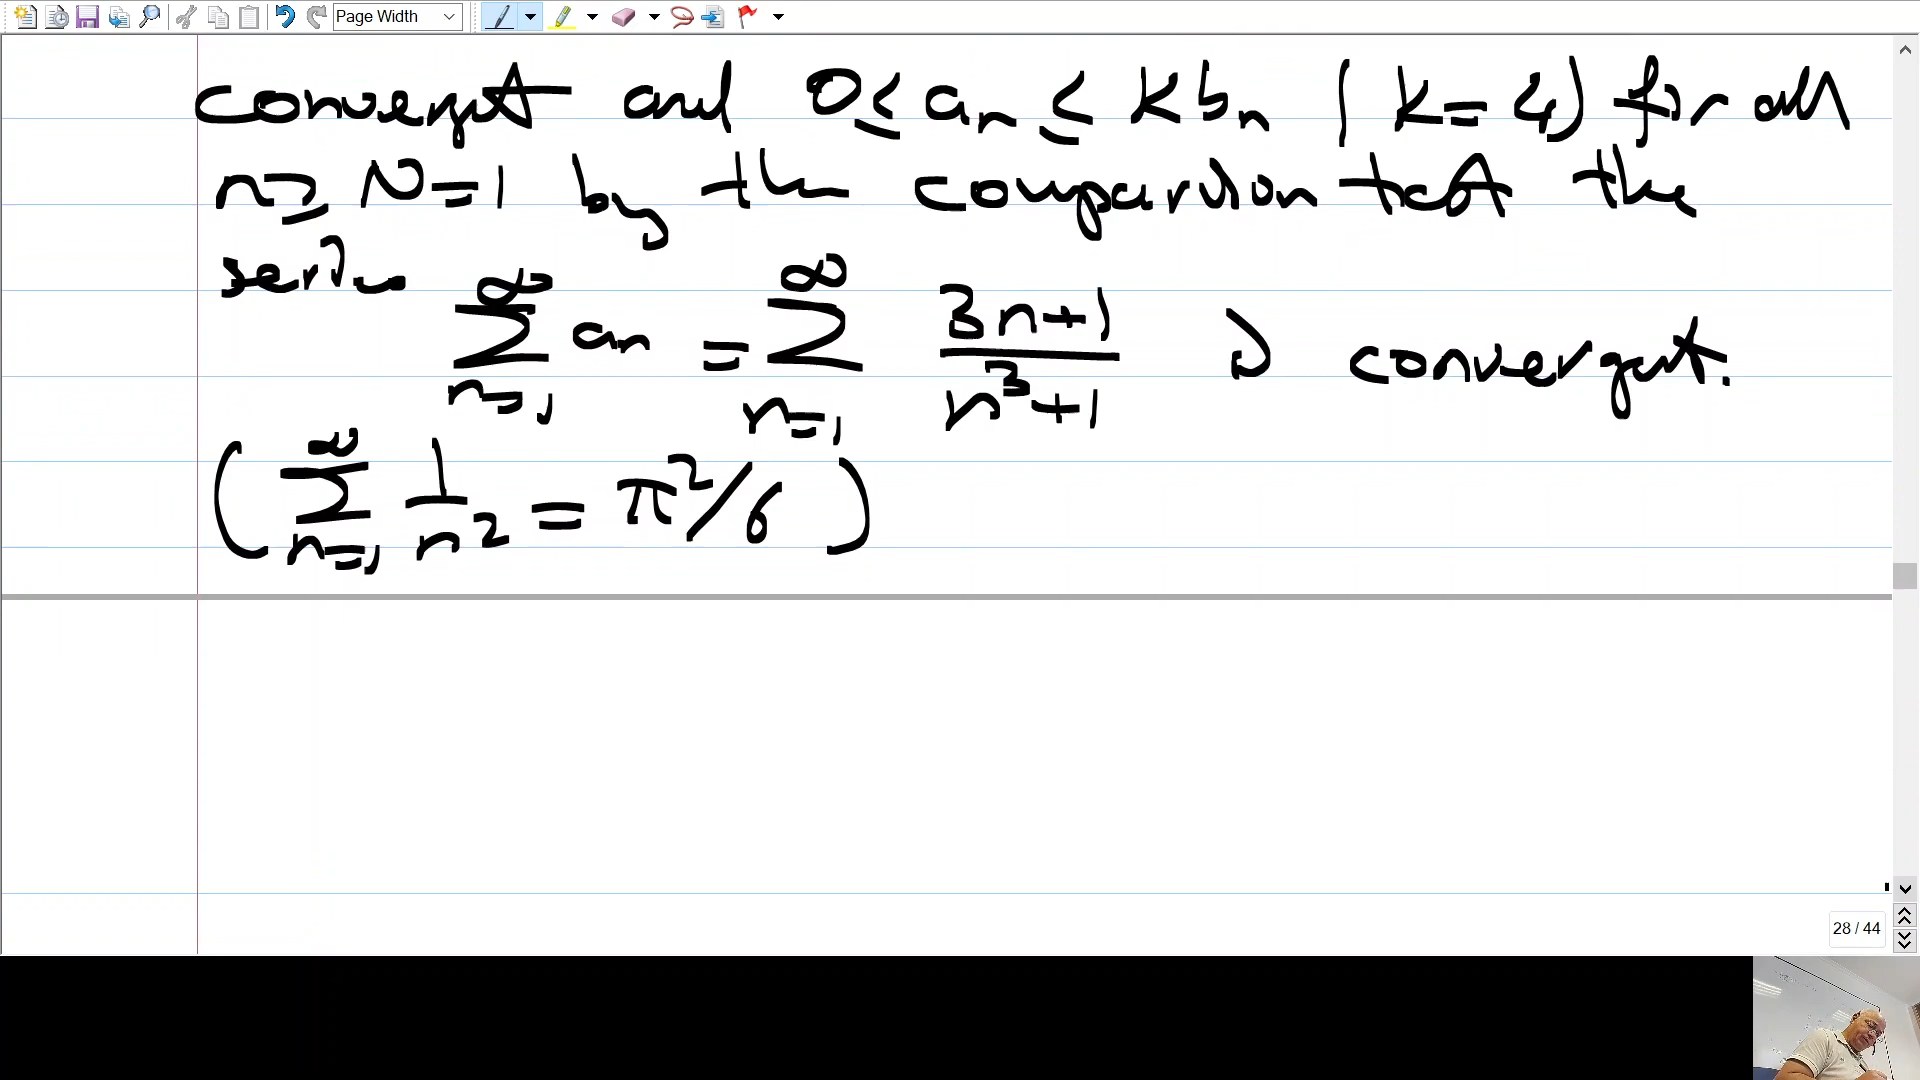 Page Width
convergent and 0 ≤ aₙ ≤ K bₙ ( K = 4 ) for all
n ≥ N = 1 by the comparison test the
series ∑_{n=1}^{∞} aₙ = ∑_{n=1}^{∞} (3n+1)/(n³+1) is convergent.
( ∑_{n=1}^{∞} 1/n² = π²/6 )
28 / 44